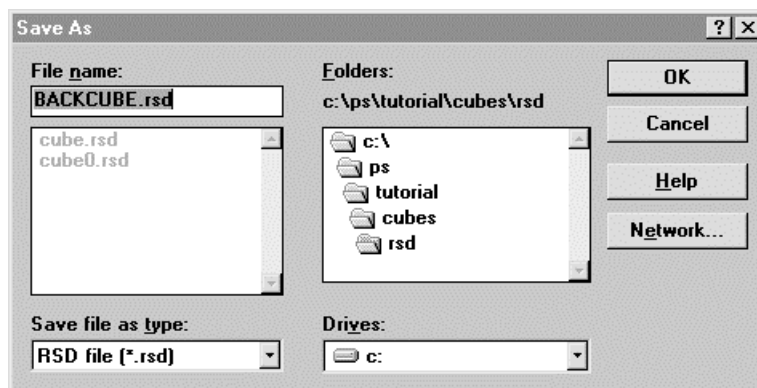 Save As
File name:
BACKCUBE.rsd
cube.rsd
cube0.rsd
Save file as type:
RSD file (*.rsd)
Folders:
c:\ps\tutorial\cubes\rsd
c:\
ps
tutorial
cubes
rsd
Drives:
c:
OK
Cancel
Help
Network...